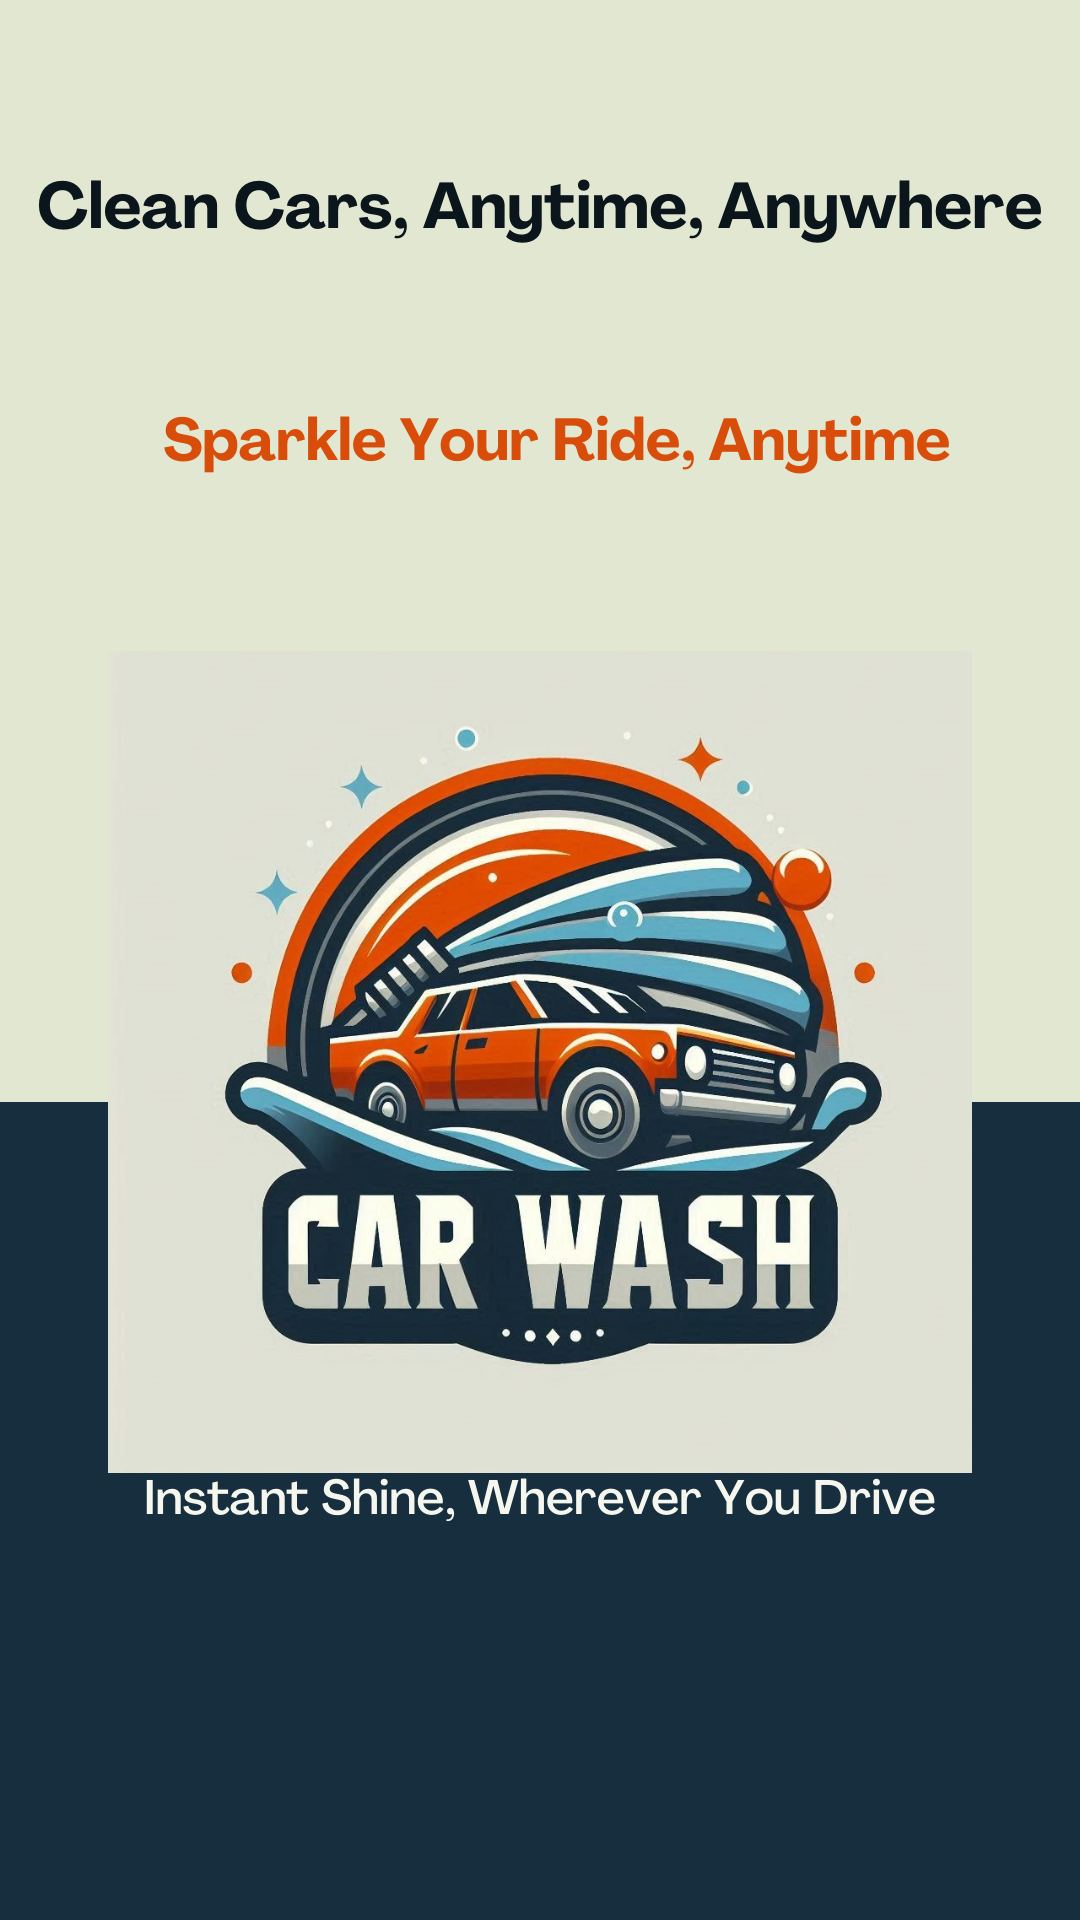 Clean Cars, Anytime, Anywhere
Sparkle Your Ride, Anytime
CAR WASH
Instant Shine, Wherever You Drive